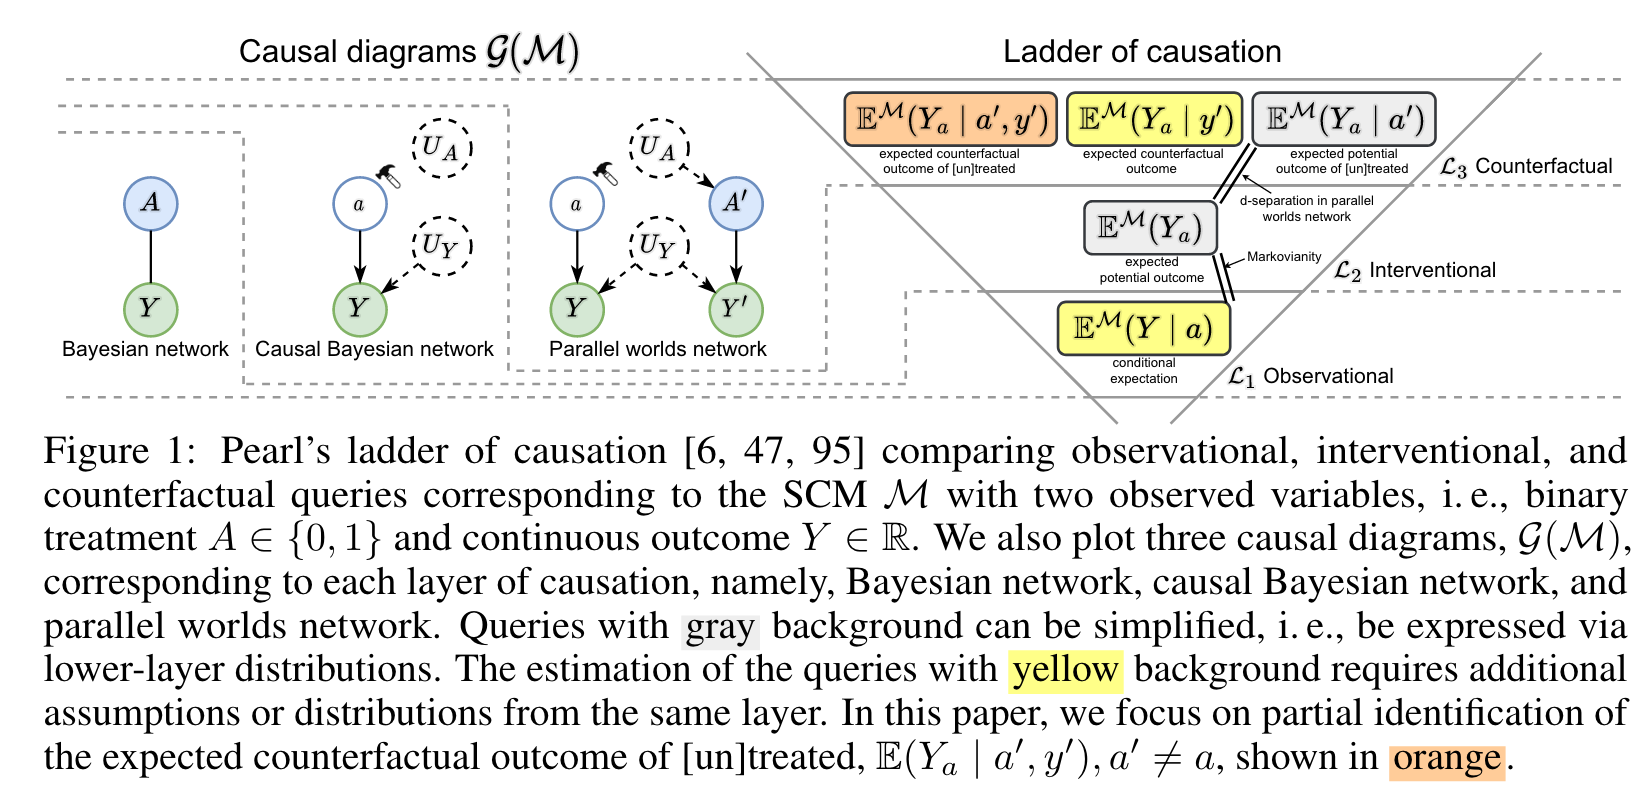 Causal diagrams 𝒢(ℳ)
Ladder of causation
A
Y
Bayesian network
U_A
a
U_Y
Y
Causal Bayesian network
U_A
a
A′
U_Y
Y
Y′
Parallel worlds network
𝔼^ℳ(Y_a | a′, y′)
expected counterfactual
outcome of [un]treated
𝔼^ℳ(Y_a | y′)
expected counterfactual
outcome
𝔼^ℳ(Y_a | a′)
expected potential
outcome of [un]treated
ℒ₃ Counterfactual
d-separation in parallel
worlds network
𝔼^ℳ(Y_a)
expected
potential outcome
Markovianity
ℒ₂ Interventional
𝔼^ℳ(Y | a)
conditional
expectation
ℒ₁ Observational
Figure 1: Pearl's ladder of causation [6, 47, 95] comparing observational, interventional, and
counterfactual queries corresponding to the SCM ℳ with two observed variables, i. e., binary
treatment A ∈ {0, 1} and continuous outcome Y ∈ ℝ. We also plot three causal diagrams, 𝒢(ℳ),
corresponding to each layer of causation, namely, Bayesian network, causal Bayesian network, and
parallel worlds network. Queries with gray background can be simplified, i. e., be expressed via
lower-layer distributions. The estimation of the queries with yellow background requires additional
assumptions or distributions from the same layer. In this paper, we focus on partial identification of
the expected counterfactual outcome of [un]treated, 𝔼(Y_a | a′, y′), a′ ≠ a, shown in orange.